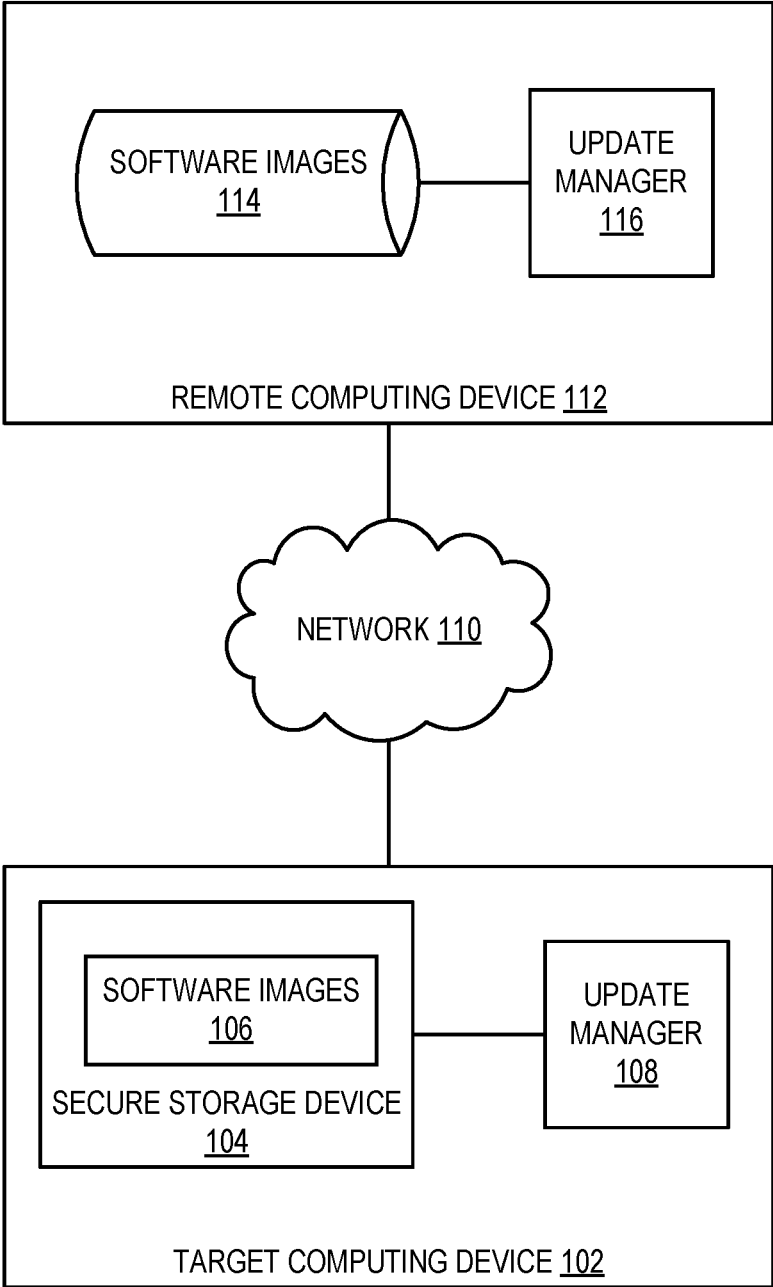 SOFTWARE IMAGES
114
UPDATE
MANAGER
116
REMOTE COMPUTING DEVICE 112
NETWORK 110
SOFTWARE IMAGES
106
SECURE STORAGE DEVICE
104
UPDATE
MANAGER
108
TARGET COMPUTING DEVICE 102